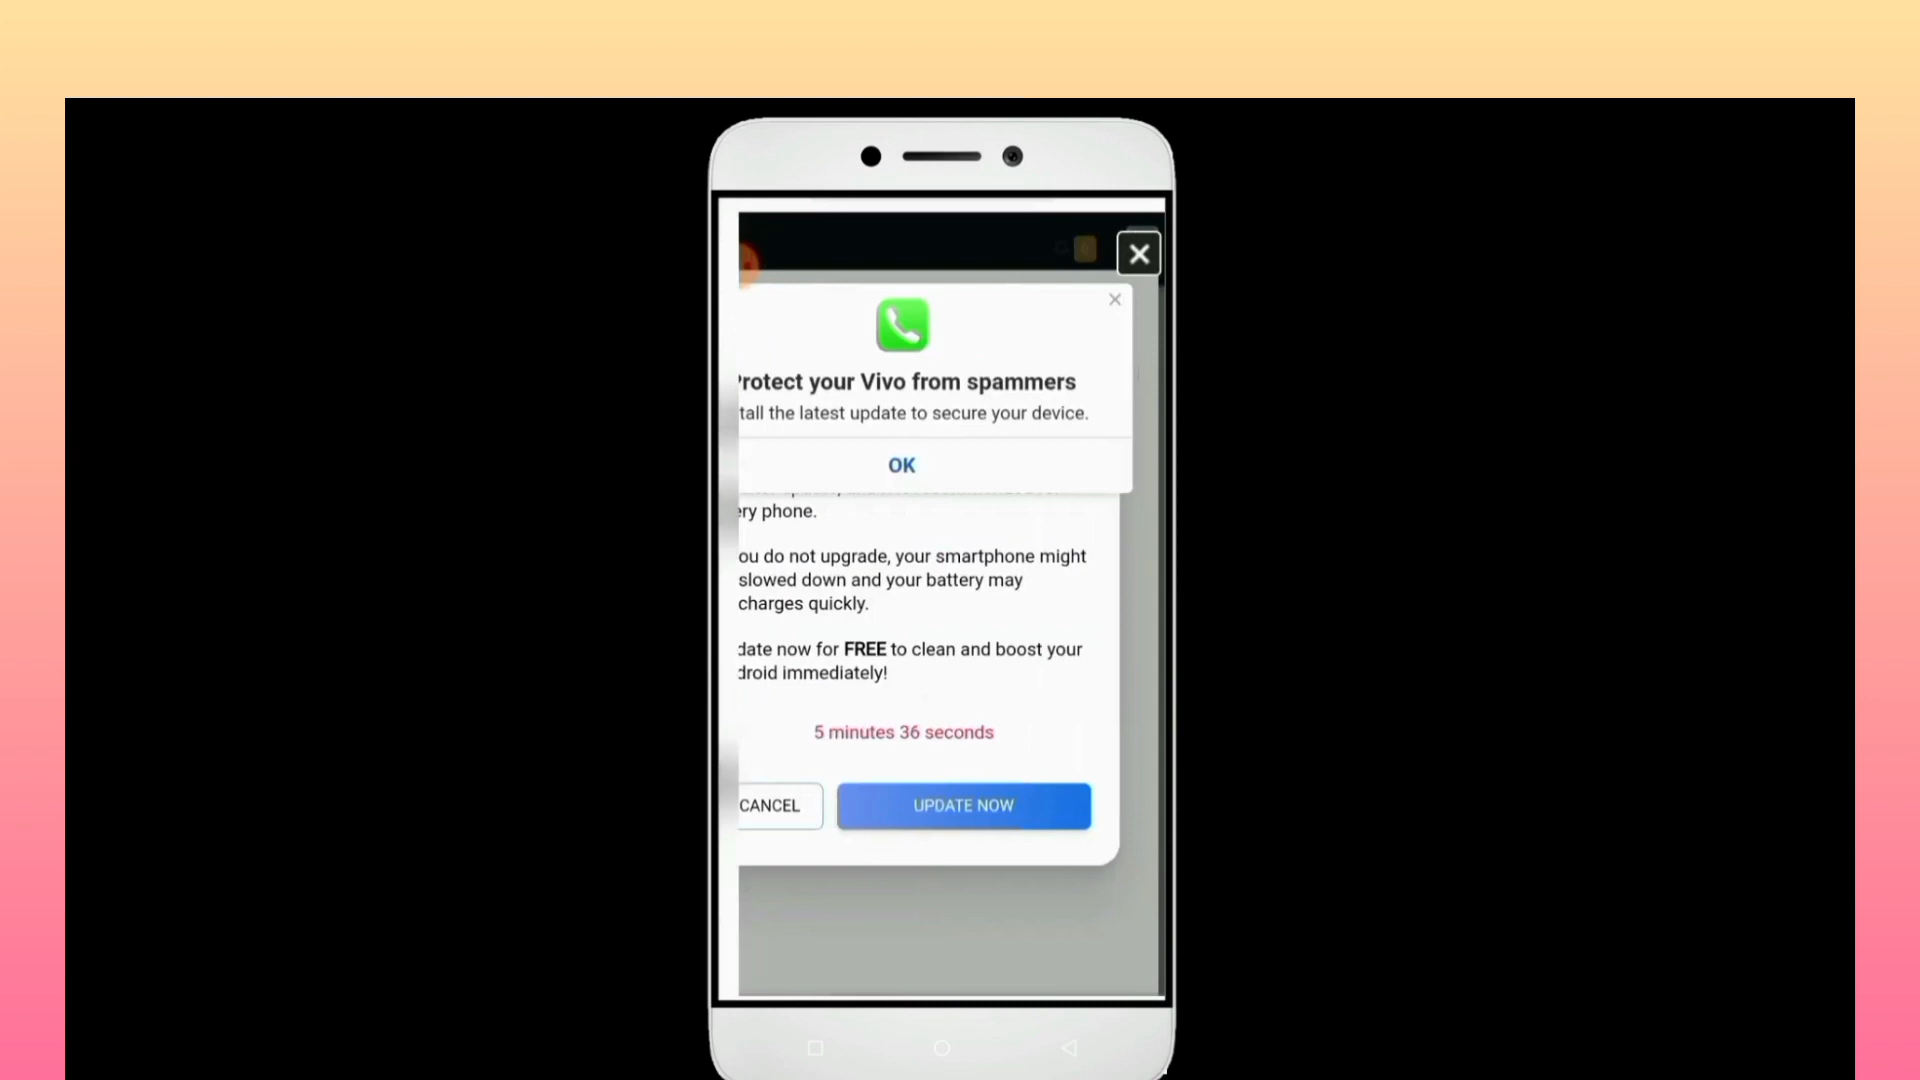 Protect your Vivo from spammers
tall the latest update to secure your device.
OK
ery phone.
ou do not upgrade, your smartphone might
slowed down and your battery may
charges quickly.
date now for FREE to clean and boost your
droid immediately!
5 minutes 36 seconds
CANCEL
UPDATE NOW